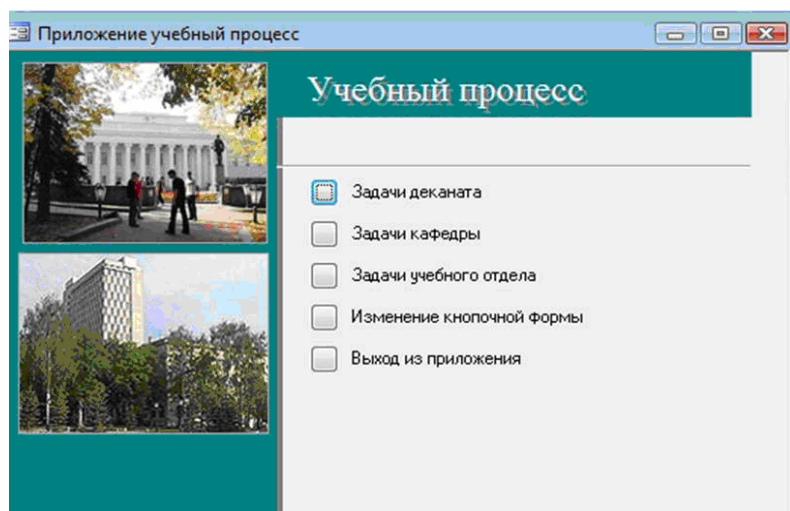 Приложение учебный процесс
Учебный процесс
Задачи деканата
Задачи кафедры
Задачи учебного отдела
Изменение кнопочной формы
Выход из приложения